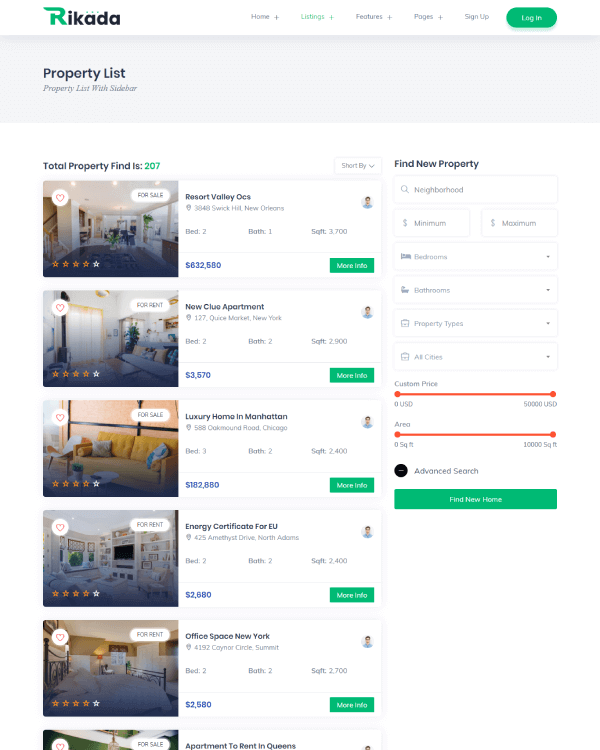 Rikada
Home + Listings + Features + Pages + Sign Up Log In
Property List
Property List With Sidebar
Total Property Find Is: 207
Short By
FOR SALE
Resort Valley Ocs
3848 Swick Hill, New Orleans
Bed: 2 Bath: 1 Sqft: 3,700
$632,580 More Info
FOR RENT
New Clue Apartment
127, Quice Market, New York
Bed: 2 Bath: 2 Sqft: 2,900
$3,570 More Info
FOR SALE
Luxury Home In Manhattan
588 Oakmound Road, Chicago
Bed: 3 Bath: 2 Sqft: 2,400
$182,880 More Info
FOR RENT
Energy Certificate For EU
425 Amethyst Drive, North Adams
Bed: 2 Bath: 2 Sqft: 2,400
$2,680 More Info
FOR RENT
Office Space New York
4192 Caynor Circle, Summit
Bed: 2 Bath: 2 Sqft: 2,700
$2,580 More Info
FOR SALE
Apartment To Rent In Queens
Find New Property
Neighborhood
$ Minimum $ Maximum
Bedrooms
Bathrooms
Property Types
All Cities
Custom Price
0 USD 50000 USD
Area
0 Sq ft 10000 Sq ft
Advanced Search
Find New Home